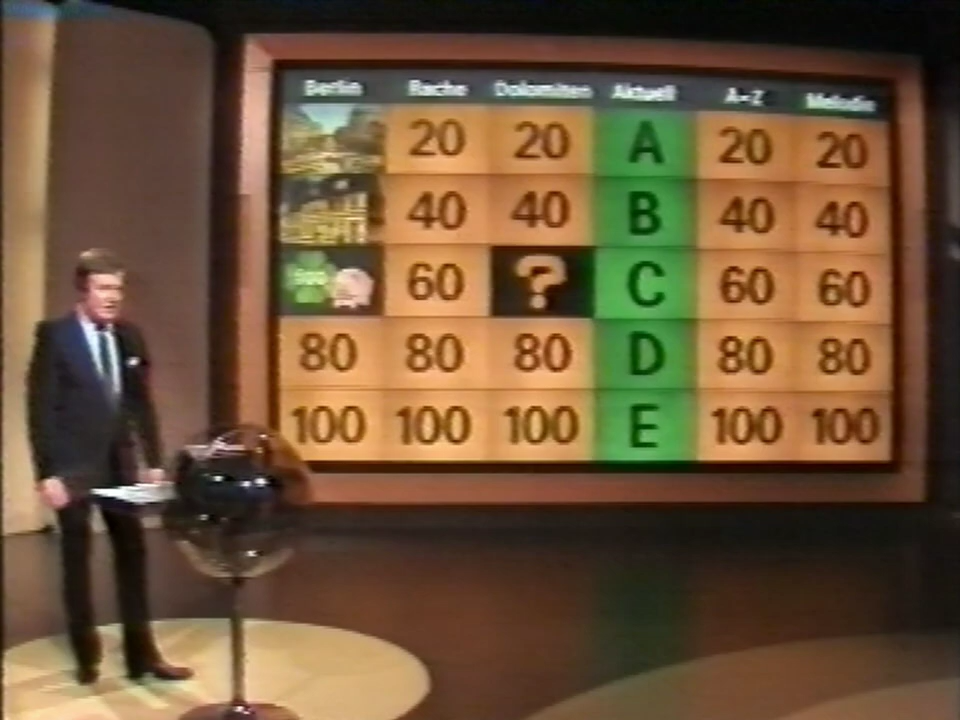 Berlin Rache Dolomiten Aktuell A-Z Melodie
20 20 A 20 20
40 40 B 40 40
500 60 ? C 60 60
80 80 80 D 80 80
100 100 100 E 100 100